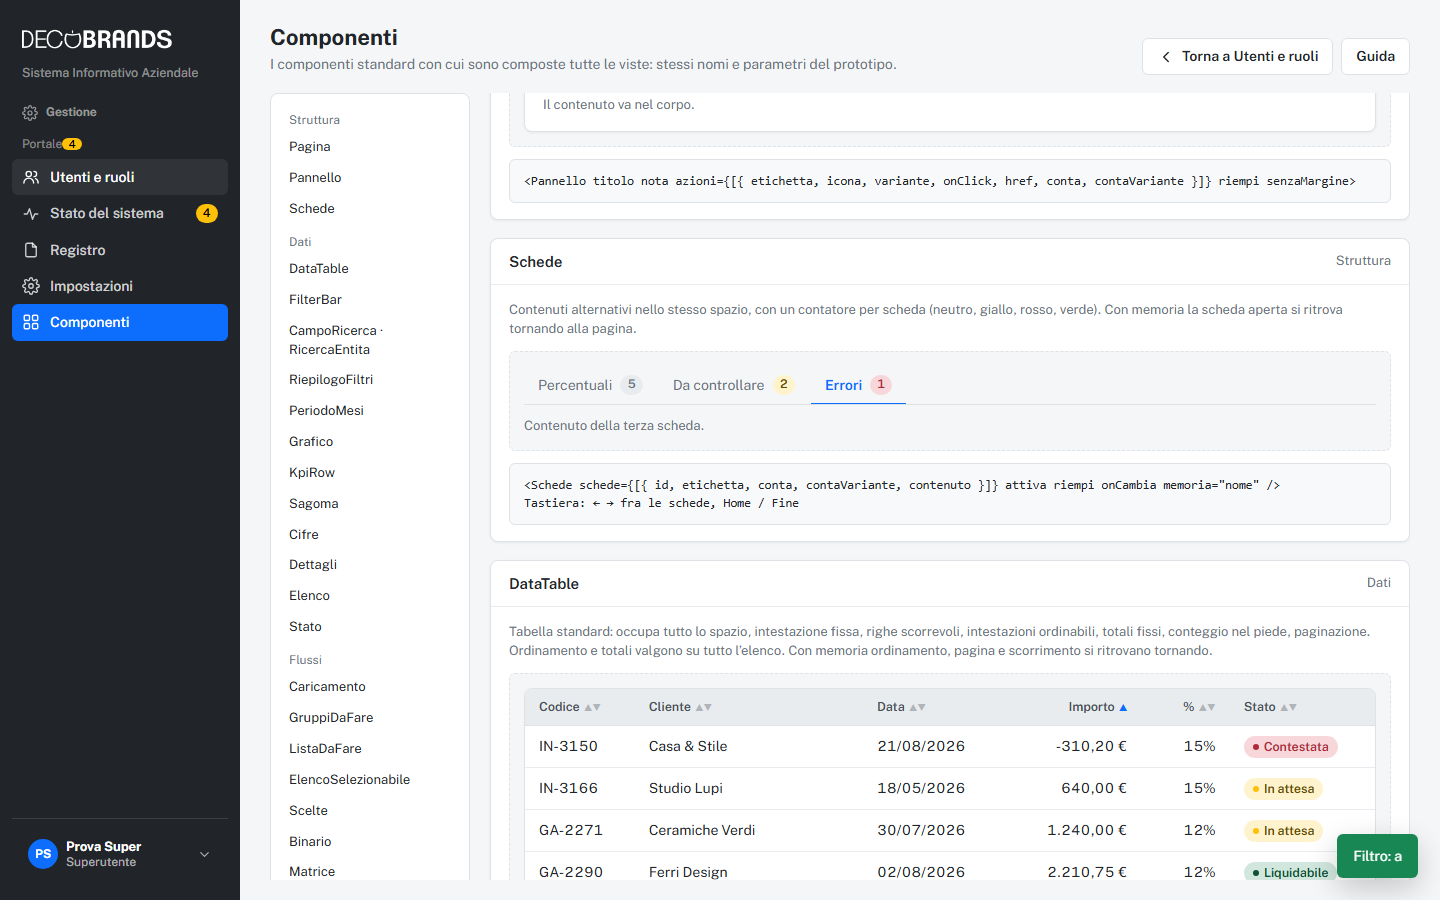 DECOBRANDS
Sistema Informativo Aziendale
Gestione
Portale 4
Utenti e ruoli
Stato del sistema 4
Registro
Impostazioni
Componenti
PS
Prova Super
Superutente
Componenti
I componenti standard con cui sono composte tutte le viste: stessi nomi e parametri del prototipo.
Torna a Utenti e ruoli
Guida
Struttura
Pagina
Pannello
Schede
Dati
DataTable
FilterBar
CampoRicerca ·
RicercaEntita
RiepilogoFiltri
PeriodoMesi
Grafico
KpiRow
Sagoma
Cifre
Dettagli
Elenco
Stato
Flussi
Caricamento
GruppiDaFare
ListaDaFare
ElencoSelezionabile
Scelte
Binario
Matrice
Il contenuto va nel corpo.
<Pannello titolo nota azioni={[{ etichetta, icona, variante, onClick, href, conta, contaVariante }]} riempi senzaMargine>
Schede Struttura
Contenuti alternativi nello stesso spazio, con un contatore per scheda (neutro, giallo, rosso, verde). Con memoria la scheda aperta si ritrova
tornando alla pagina.
Percentuali 5 Da controllare 2 Errori 1
Contenuto della terza scheda.
<Schede schede={[{ id, etichetta, conta, contaVariante, contenuto }]} attiva riempi onCambia memoria="nome" />
Tastiera: ← → fra le schede, Home / Fine
DataTable Dati
Tabella standard: occupa tutto lo spazio, intestazione fissa, righe scorrevoli, intestazioni ordinabili, totali fissi, conteggio nel piede, paginazione.
Ordinamento e totali valgono su tutto l'elenco. Con memoria ordinamento, pagina e scorrimento si ritrovano tornando.
Codice ▲▼ Cliente ▲▼ Data ▲▼ Importo ▲ % ▲▼ Stato ▲▼
IN-3150 Casa & Stile 21/08/2026 -310,20 € 15% Contestata
IN-3166 Studio Lupi 18/05/2026 640,00 € 15% In attesa
GA-2271 Ceramiche Verdi 30/07/2026 1.240,00 € 12% In attesa
GA-2290 Ferri Design 02/08/2026 2.210,75 € 12% Liquidabile
Filtro: a